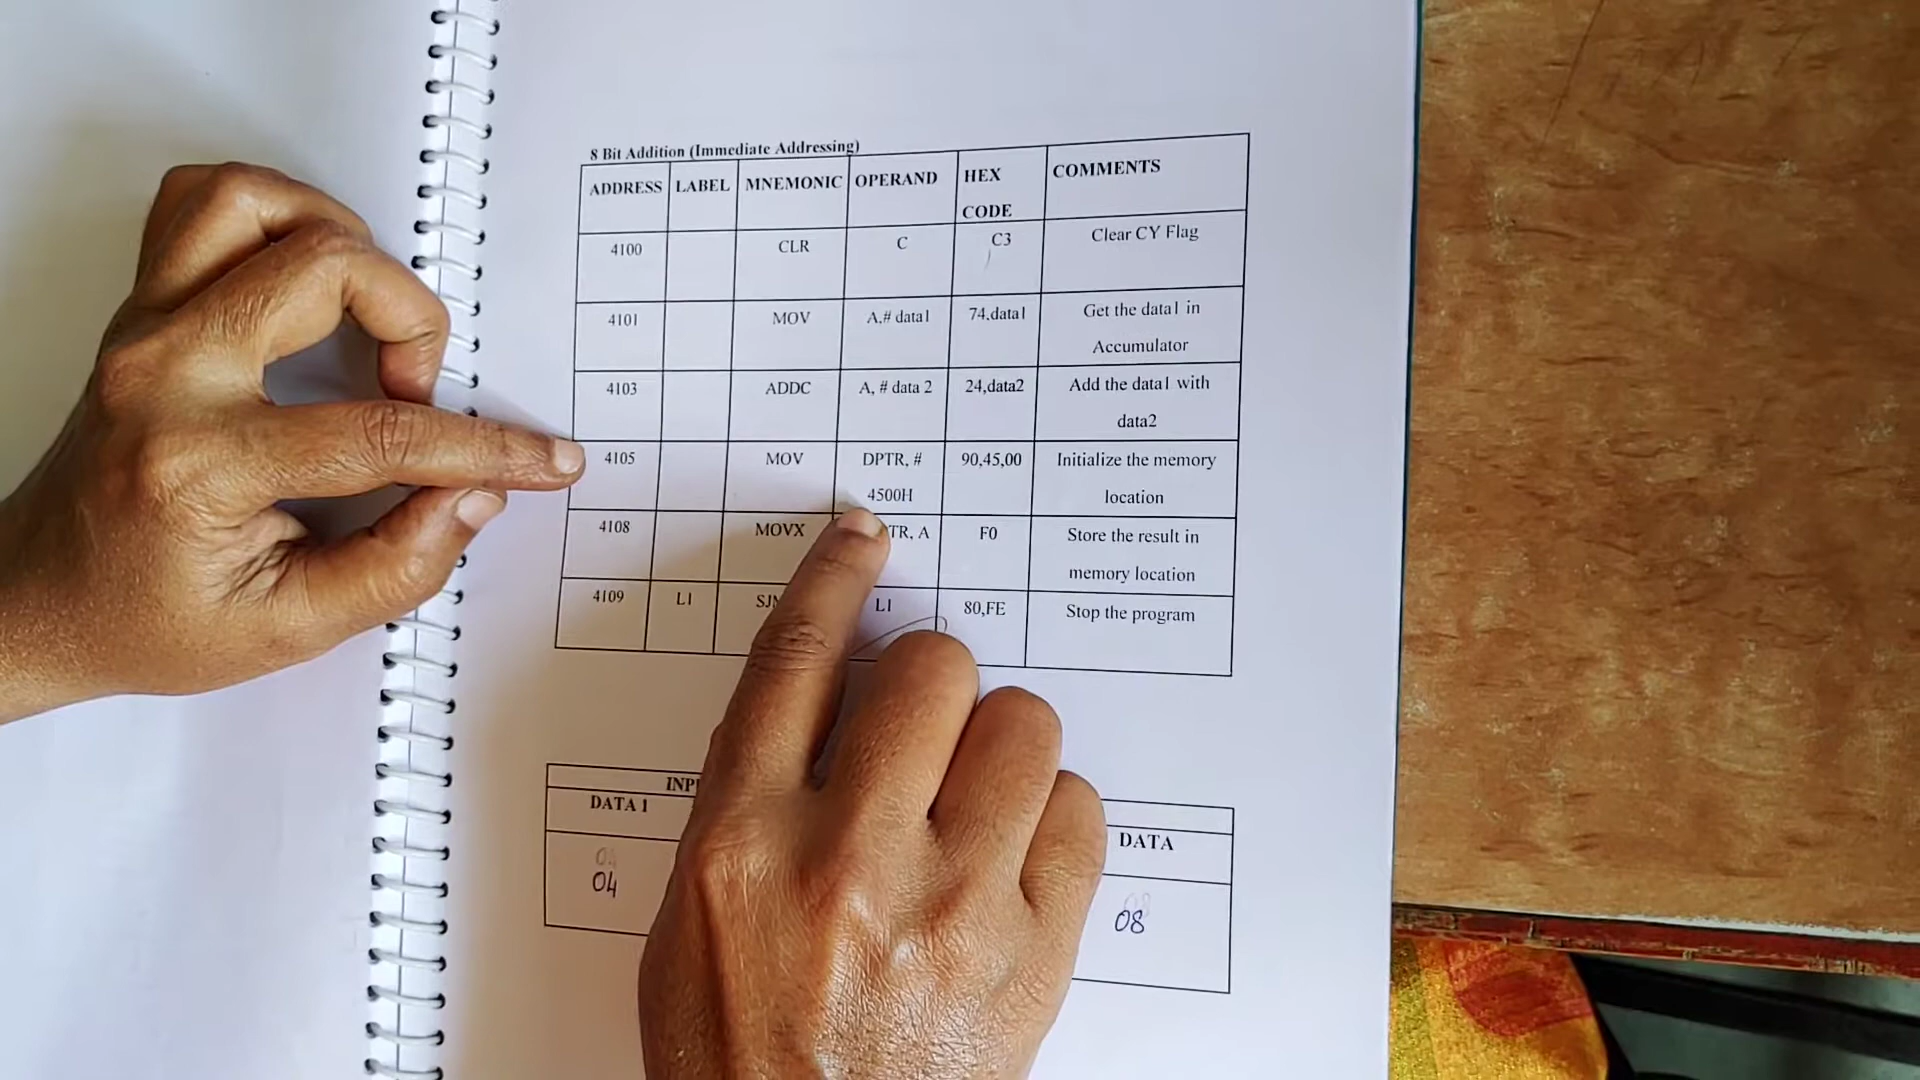 8 Bit Addition (Immediate Addressing)
ADDRESS LABEL MNEMONIC OPERAND HEX CODE COMMENTS
4100 CLR C C3 Clear CY Flag
4101 MOV A,# data1 74,data1 Get the data1 in
Accumulator
4103 ADDC A, # data 2 24,data2 Add the data1 with
data2
4105 MOV DPTR, # 90,45,00 Initialize the memory
4500H location
4108 MOVX TR, A F0 Store the result in
memory location
4109 L1 SJ L1 80,FE Stop the program
INP
DATA 1 DATA
04 08